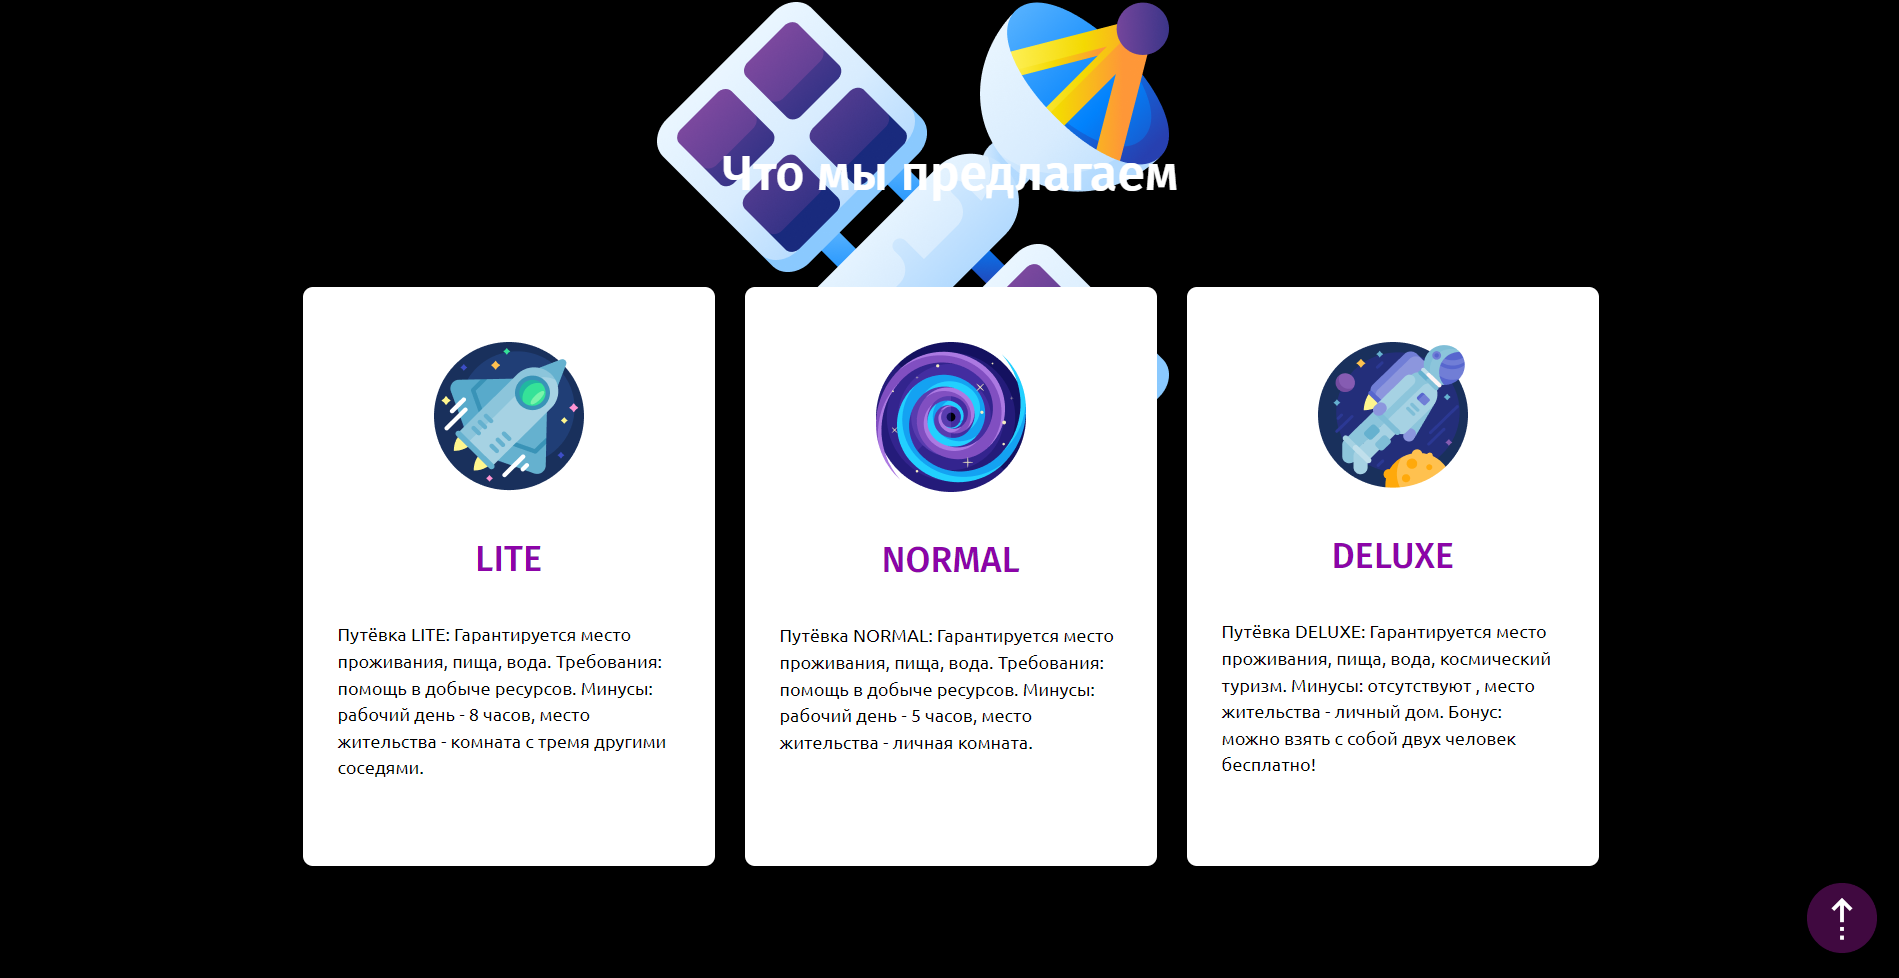 Что мы предлагаем
LITE
Путёвка LITE: Гарантируется место
проживания, пища, вода. Требования:
помощь в добыче ресурсов. Минусы:
рабочий день - 8 часов, место
жительства - комната с тремя другими
соседями.
NORMAL
Путёвка NORMAL: Гарантируется место
проживания, пища, вода. Требования:
помощь в добыче ресурсов. Минусы:
рабочий день - 5 часов, место
жительства - личная комната.
DELUXE
Путёвка DELUXE: Гарантируется место
проживания, пища, вода, космический
туризм. Минусы: отсутствуют , место
жительства - личный дом. Бонус:
можно взять с собой двух человек
бесплатно!